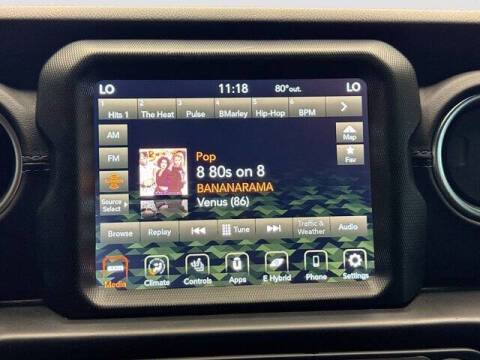 LO 11:18 80°out. LO
1 2 3 4 5 6
Hits 1 The Heat Pulse BMarley Hip-Hop BPM
AM
Map
FM
Fav
Pop
8 80s on 8
BANANARAMA
Venus (86)
Source
Select
Browse Replay Tune Traffic & Weather Audio
Media Climate Controls Apps E Hybrid Phone Settings